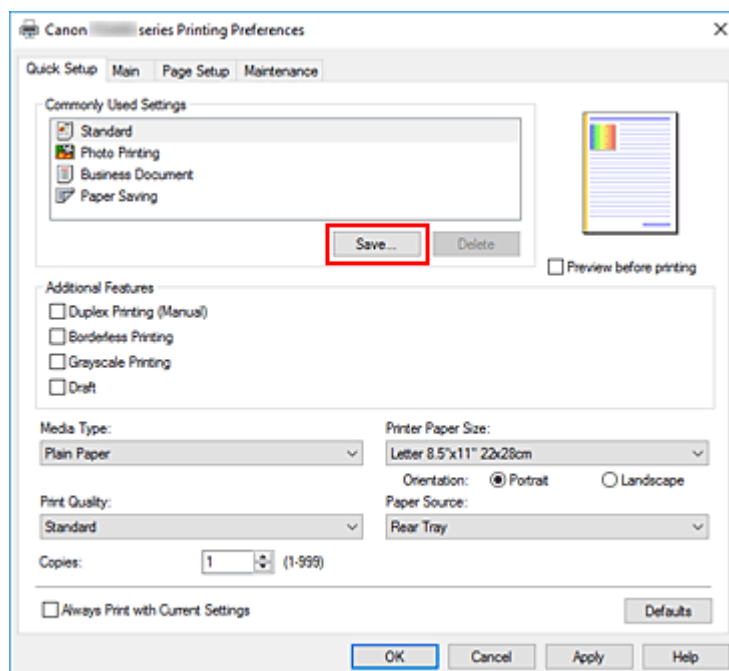 Canon series Printing Preferences
Quick Setup Main Page Setup Maintenance
Commonly Used Settings
Standard
Photo Printing
Business Document
Paper Saving
Save... Delete
Preview before printing
Additional Features
Duplex Printing (Manual)
Borderless Printing
Grayscale Printing
Draft
Media Type: Printer Paper Size:
Plain Paper Letter 8.5"x11" 22x28cm
Orientation: Portrait Landscape
Print Quality: Paper Source:
Standard Rear Tray
Copies: 1 (1-999)
Always Print with Current Settings Defaults
OK Cancel Apply Help